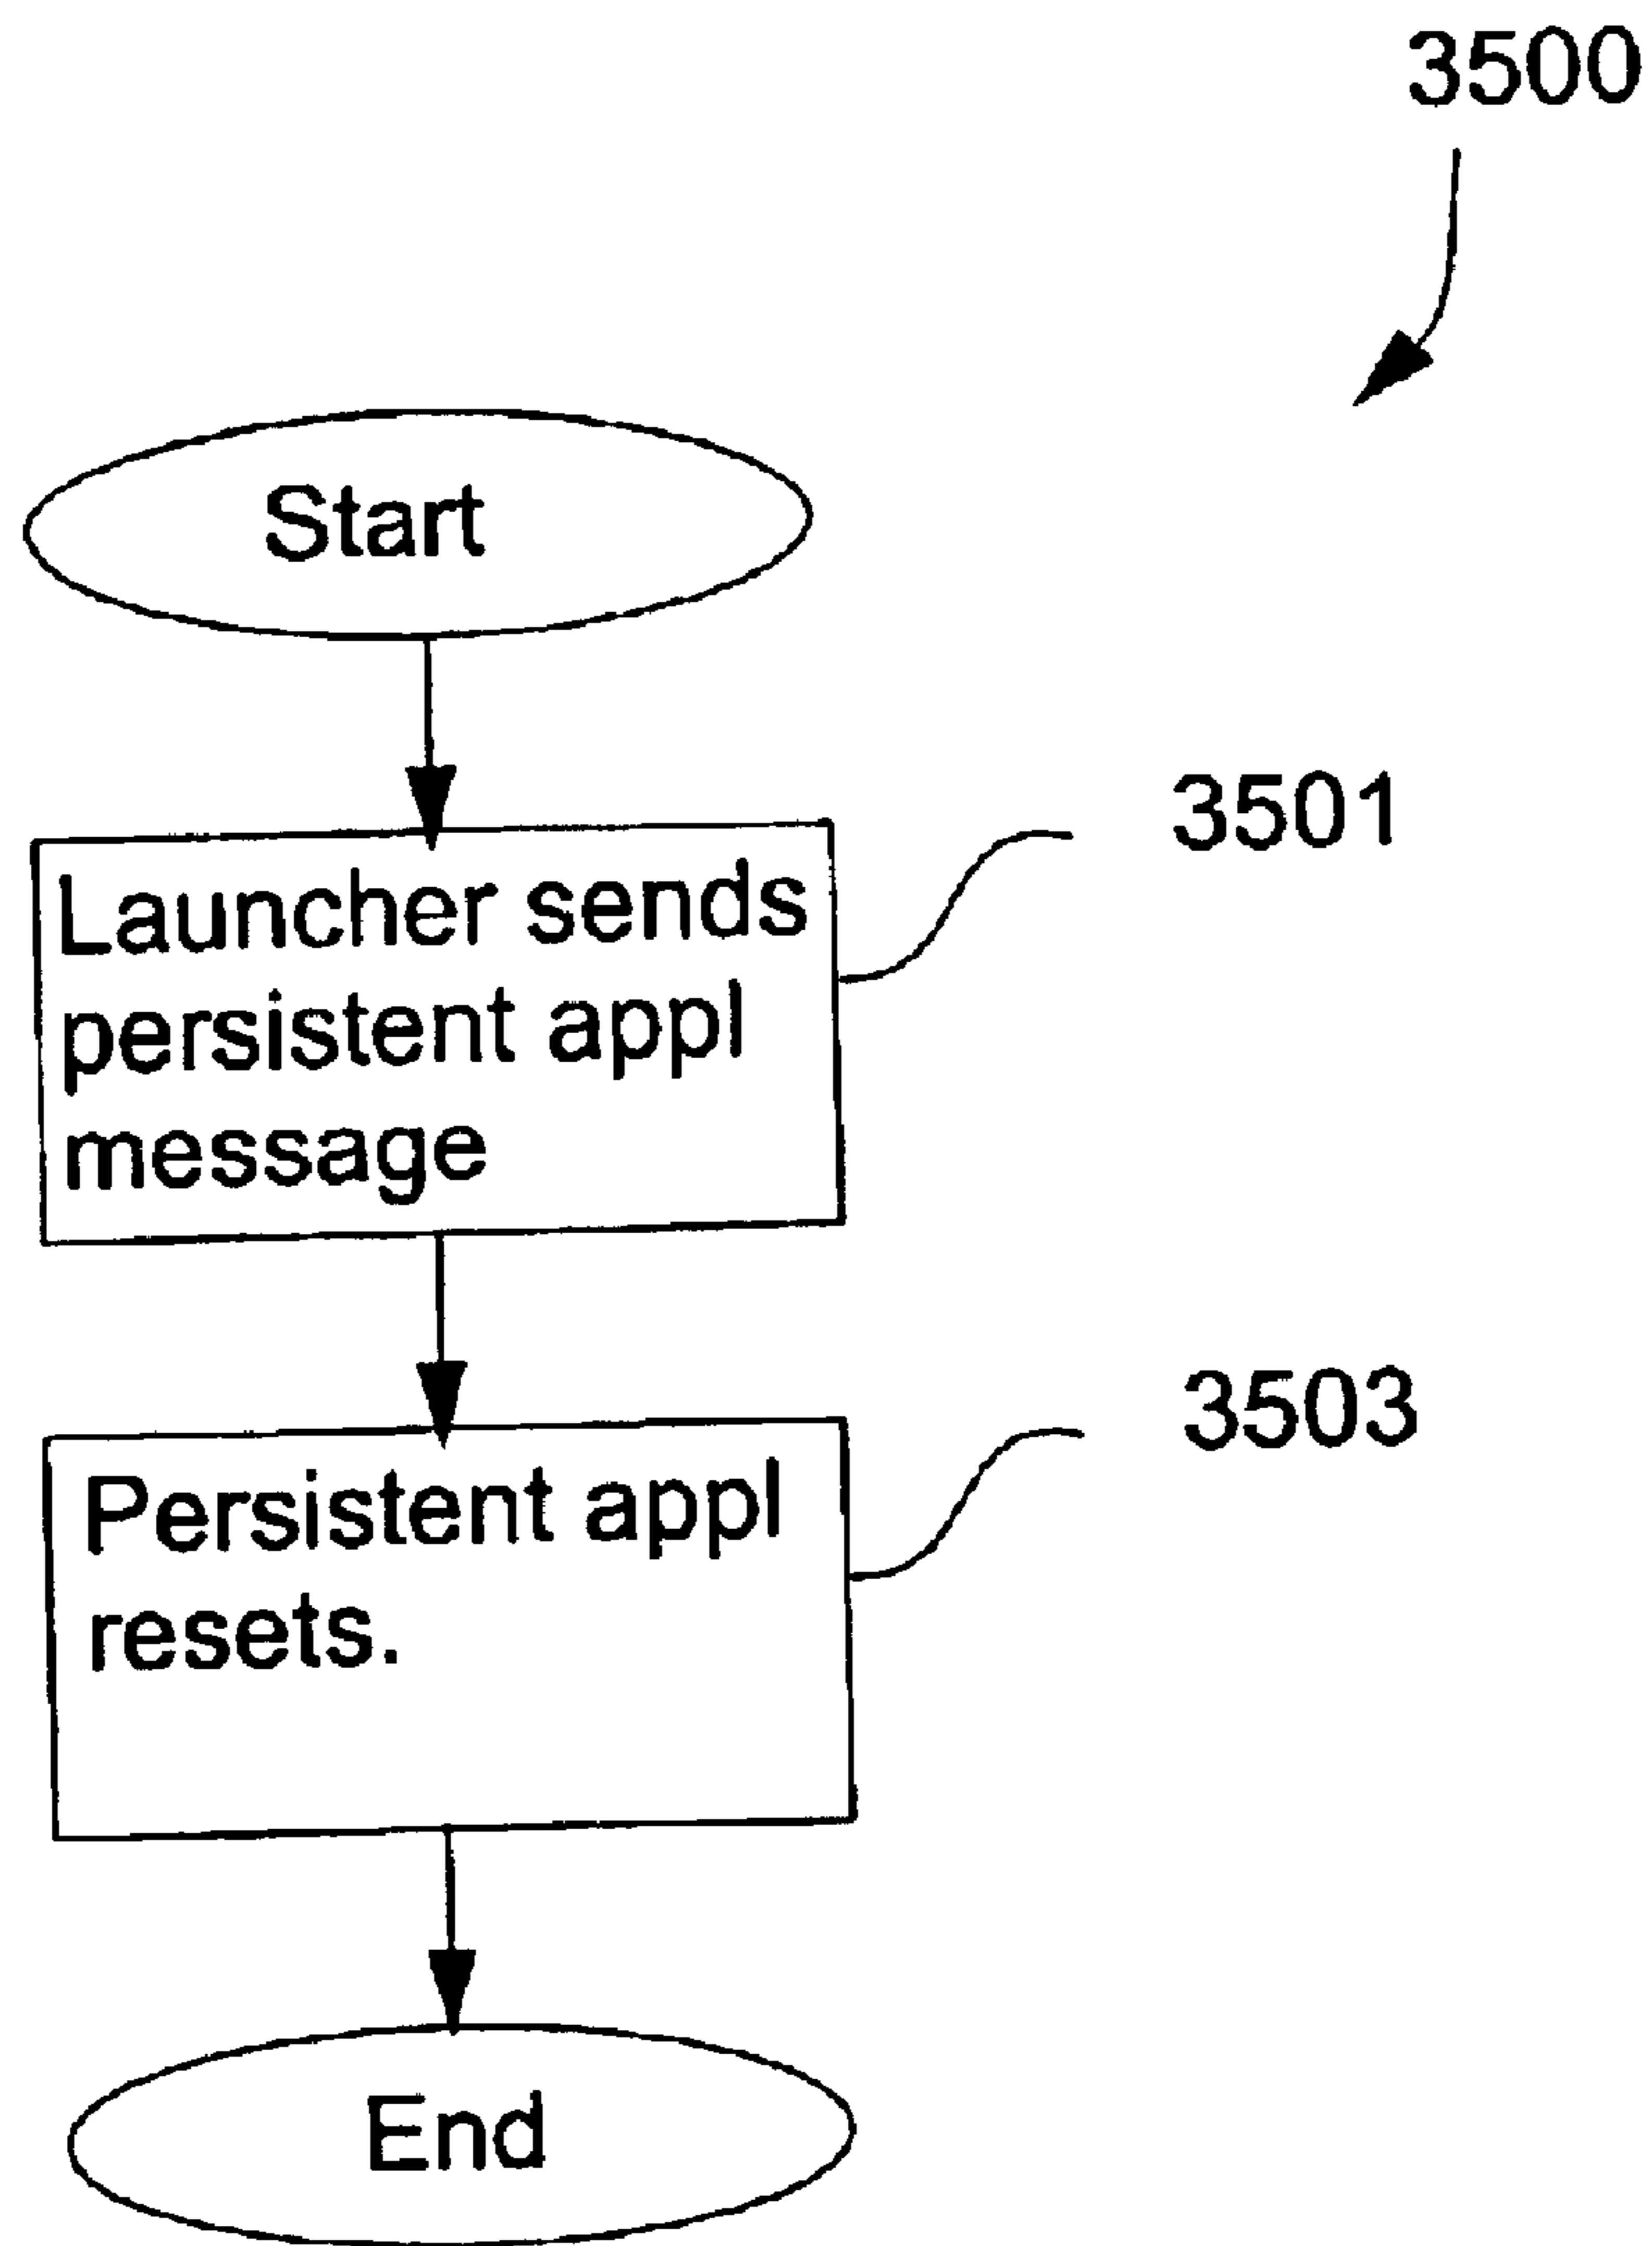 3500
Start
Launcher sends
persistent appl
message
3501
Persistent appl
resets.
3503
End